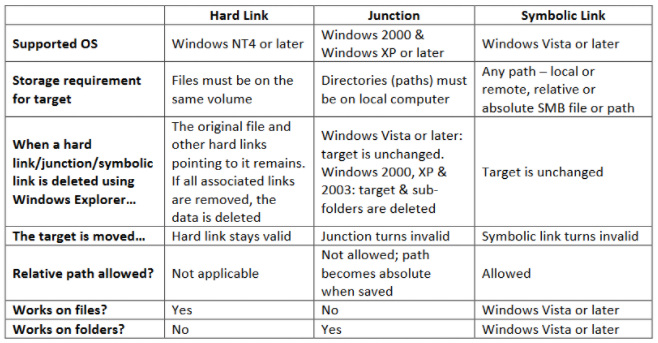 Hard Link Junction Symbolic Link
Supported OS
Windows NT4 or later
Windows 2000 &
Windows XP or later
Windows Vista or later
Storage requirement
for target
Files must be on the
same volume
Directories (paths) must
be on local computer
Any path – local or
remote, relative or
absolute SMB file or path
When a hard
link/junction/symbolic
link is deleted using
Windows Explorer…
The original file and
other hard links
pointing to it remains.
If all associated links
are removed, the
data is deleted
Windows Vista or later:
target is unchanged.
Windows 2000, XP &
2003: target & sub-
folders are deleted
Target is unchanged
The target is moved…
Hard link stays valid
Junction turns invalid
Symbolic link turns invalid
Relative path allowed?
Not applicable
Not allowed; path
becomes absolute
when saved
Allowed
Works on files?
Yes
No
Windows Vista or later
Works on folders?
No
Yes
Windows Vista or later